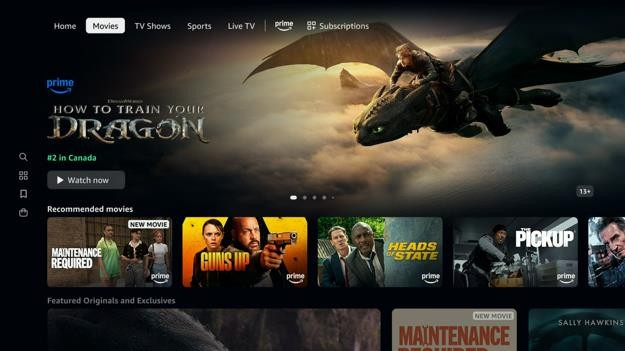 Home Movies TV Shows Sports Live TV prime Subscriptions
prime
DREAMWORKS
HOW TO TRAIN YOUR
DRAGON
#2 in Canada
Watch now
13+
Recommended movies
NEW MOVIE
MAINTENANCE
REQUIRED
prime
GUNS UP
prime
HEADS
OF STATE
prime
THE
PICKUP
prime
Featured Originals and Exclusives
NEW MOVIE
MAINTENANCE
REQUIRED
SALLY HAWKINS